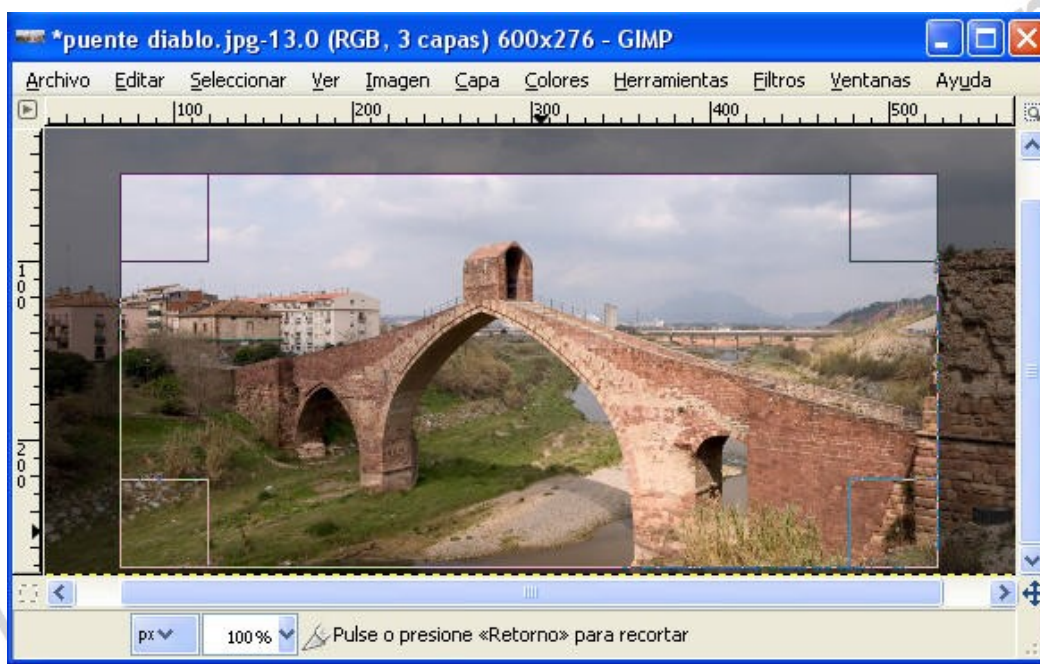 *puente diablo.jpg-13.0 (RGB, 3 capas) 600x276 - GIMP
Archivo Editar Seleccionar Ver Imagen Capa Colores Herramientas Filtros Ventanas Ayuda
100 200 300 400 500
100
200
px 100 % Pulse o presione «Retorno» para recortar